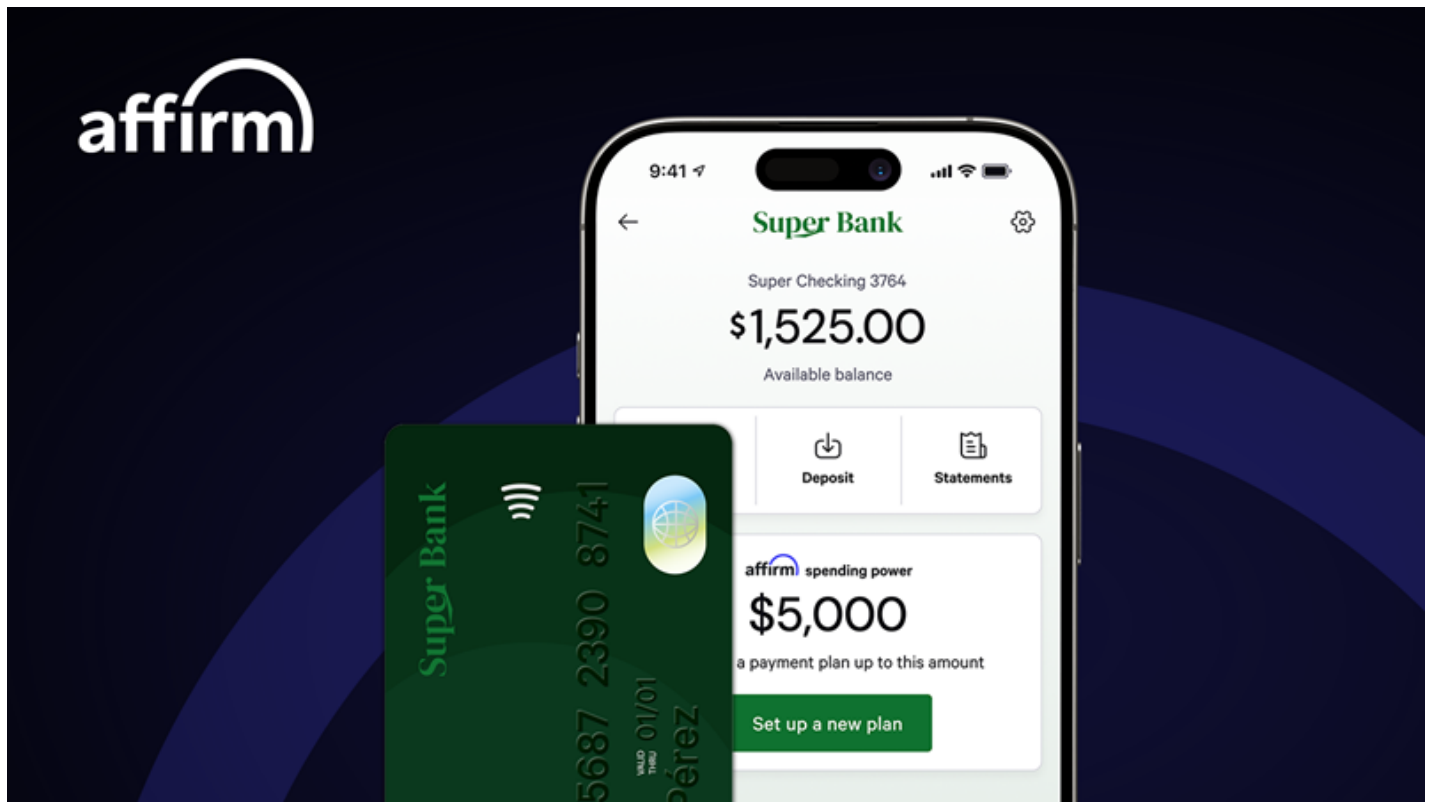 affirm
9:41
Super Bank
Super Checking 3764
$1,525.00
Available balance
Deposit
Statements
affirm spending power
$5,000
a payment plan up to this amount
Set up a new plan
Super Bank
5687 2390 8741
VALID
THRU 01/01
Pérez